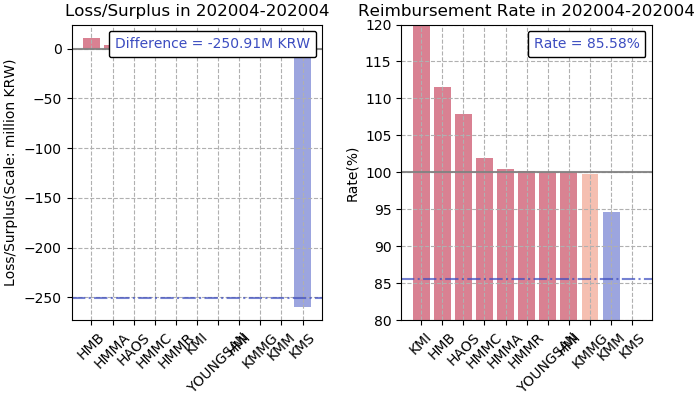 Loss/Surplus in 202004-202004
Difference = -250.91M KRW
Loss/Surplus(Scale: million KRW)
0
−50
−100
−150
−200
−250
HMB
HMMA
HAOS
HMMC
HMMR
KMI
YOUNGSAN
HMI
KMMG
KMM
KMS
Reimbursement Rate in 202004-202004
Rate = 85.58%
Rate(%)
120
115
110
105
100
95
90
85
80
KMI
HMB
HAOS
HMMC
HMMA
HMMR
YOUNGSAN
HMI
KMMG
KMM
KMS